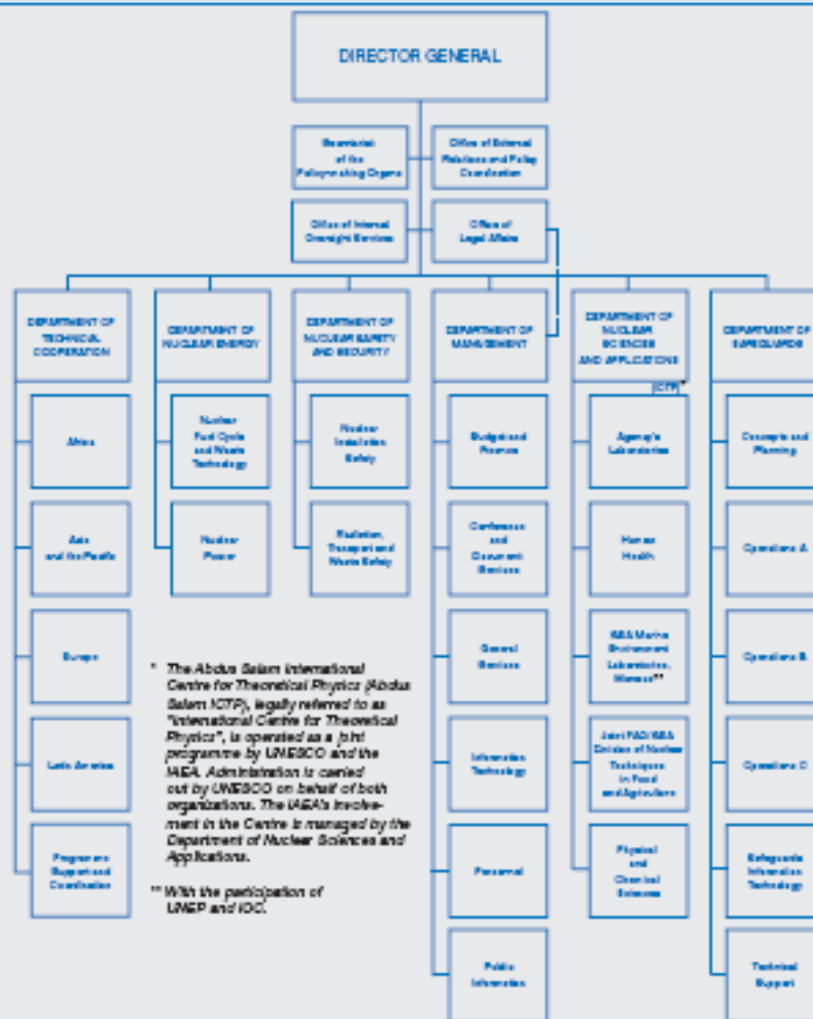 DIRECTOR GENERAL
Secretariat
of the
Policy-making Organs
Office of External
Relations and Policy
Coordination
Office of Internal
Oversight Services
Office of
Legal Affairs
DEPARTMENT OF
TECHNICAL
COOPERATION
DEPARTMENT OF
NUCLEAR ENERGY
DEPARTMENT OF
NUCLEAR SAFETY
AND SECURITY
DEPARTMENT OF
MANAGEMENT
DEPARTMENT OF
NUCLEAR
SCIENCES
AND APPLICATIONS
DEPARTMENT OF
SAFEGUARDS
(ICTP)*
Africa
Nuclear
Fuel Cycle
and Waste
Technology
Nuclear
Installation
Safety
Budget and
Finance
Agency's
Laboratories
Concepts and
Planning
Asia
and the Pacific
Nuclear
Power
Radiation,
Transport and
Waste Safety
Conference
and
Document
Services
Human
Health
Operations A
Europe
General
Services
IAEA Marine
Environment
Laboratories,
Monaco**
Operations B
Latin America
Information
Technology
Joint FAO/IAEA
Division of Nuclear
Techniques
in Food
and Agriculture
Operations C
Programme
Support and
Coordination
Personnel
Physical
and
Chemical
Sciences
Safeguards
Information
Technology
Public
Information
Technical
Support
* The Abdus Salam International
Centre for Theoretical Physics (Abdus
Salam ICTP), legally referred to as
"International Centre for Theoretical
Physics", is operated as a joint
programme by UNESCO and the
IAEA. Administration is carried
out by UNESCO on behalf of both
organizations. The IAEA's involve-
ment in the Centre is managed by the
Department of Nuclear Sciences and
Applications.
** With the participation of
UNEP and IOC.